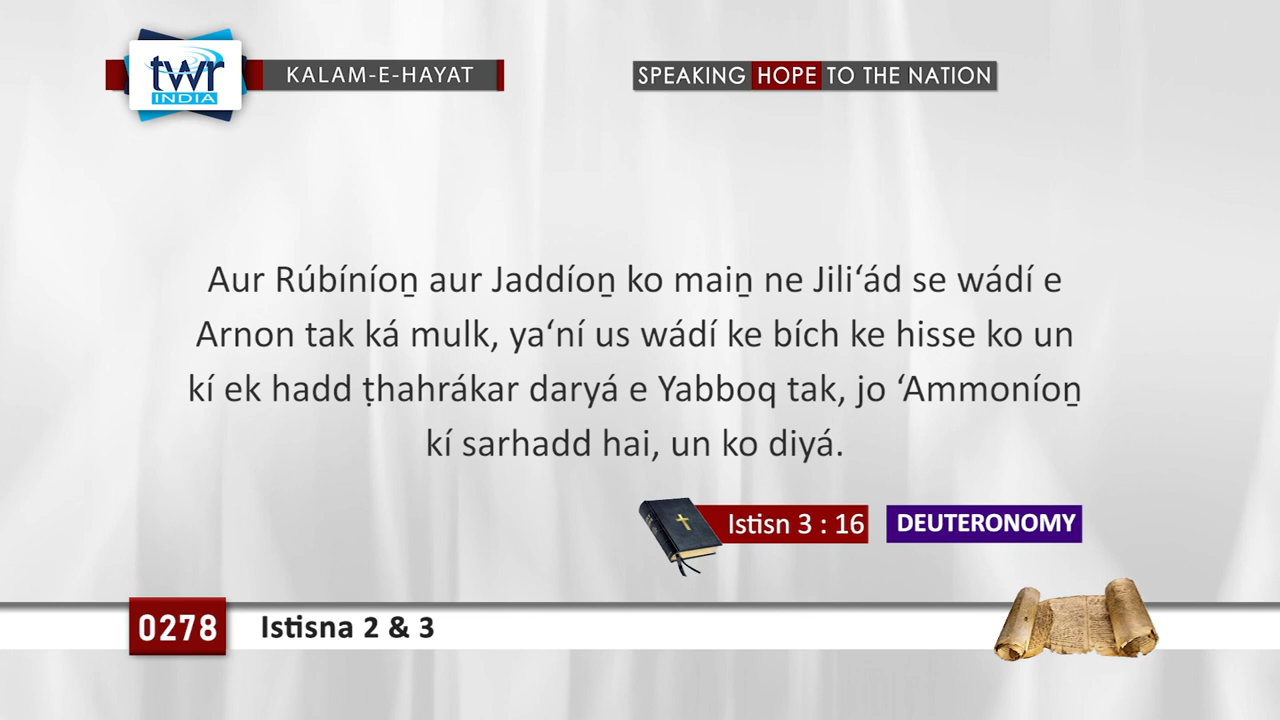 twr
INDIA
KALAM-E-HAYAT
SPEAKING HOPE TO THE NATION
Aur Rúbíníoṉ aur Jaddíoṉ ko maiṉ ne Jili‘ád se wádí e
Arnon tak ká mulk, ya‘ní us wádí ke bích ke hisse ko un
kí ek hadd ṭhahrákar daryá e Yabboq tak, jo ‘Ammoníoṉ
kí sarhadd hai, un ko diyá.
Istisn 3 : 16
DEUTERONOMY
0278
Istisna 2 & 3